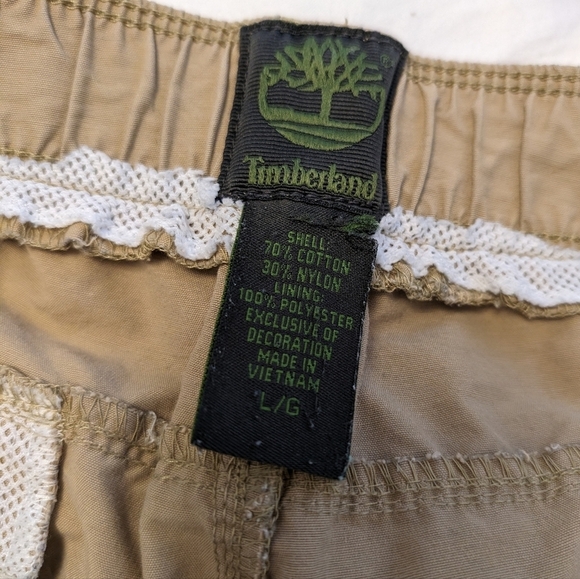 ®
Timberland
SHELL:
70% COTTON
30% NYLON
LINING:
100% POLYESTER
EXCLUSIVE OF
DECORATION
MADE IN
VIETNAM
L/G